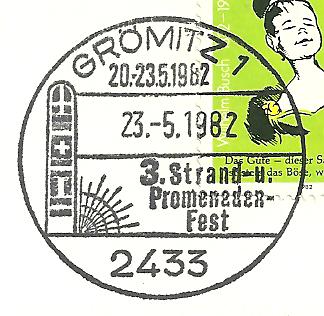 GRÖMITZ 1
20.-23.5.1982
23.-5.1982
3. Strand-u.
Promenaden-
Fest
2433
Das Gute – dieser
das Böse, w